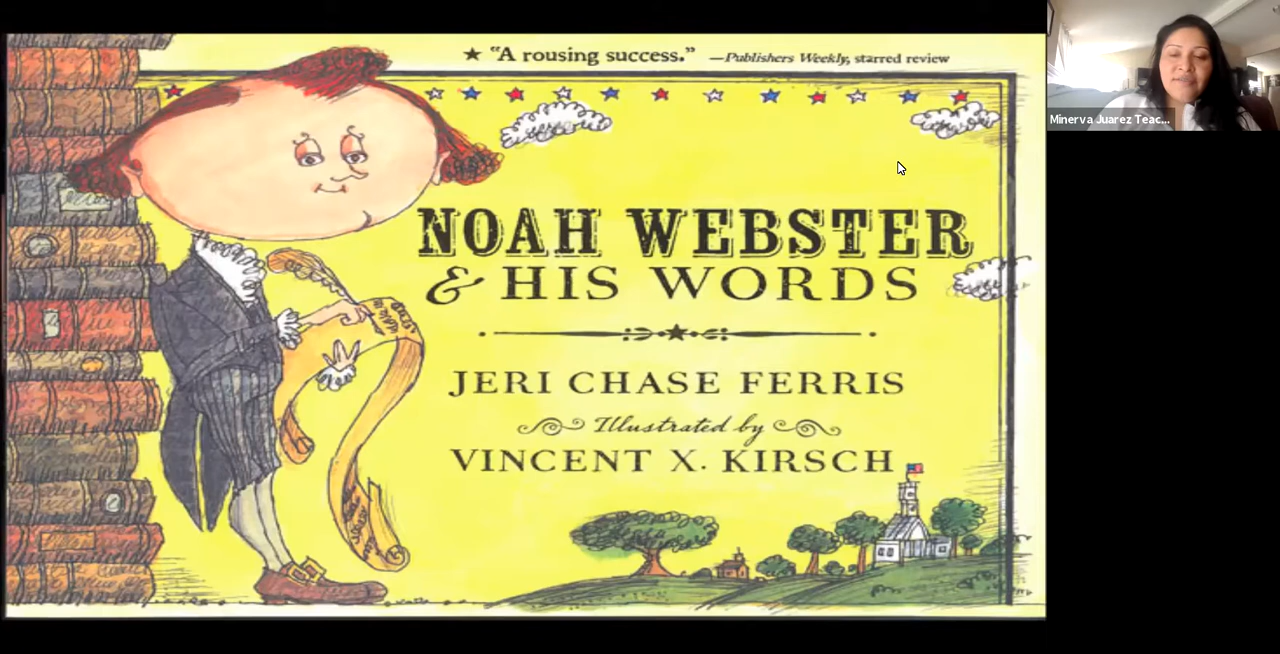 ★ “A rousing success.” —Publishers Weekly, starred review
NOAH WEBSTER
& HIS WORDS
JERI CHASE FERRIS
Illustrated by
VINCENT X. KIRSCH
Minerva Juarez Teac...